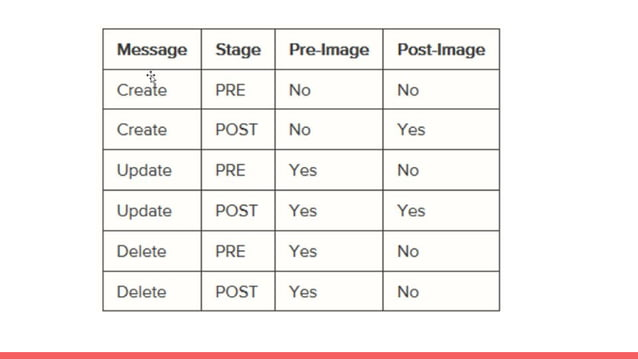 Message Stage Pre-Image Post-Image
Create PRE No No
Create POST No Yes
Update PRE Yes No
Update POST Yes Yes
Delete PRE Yes No
Delete POST Yes No